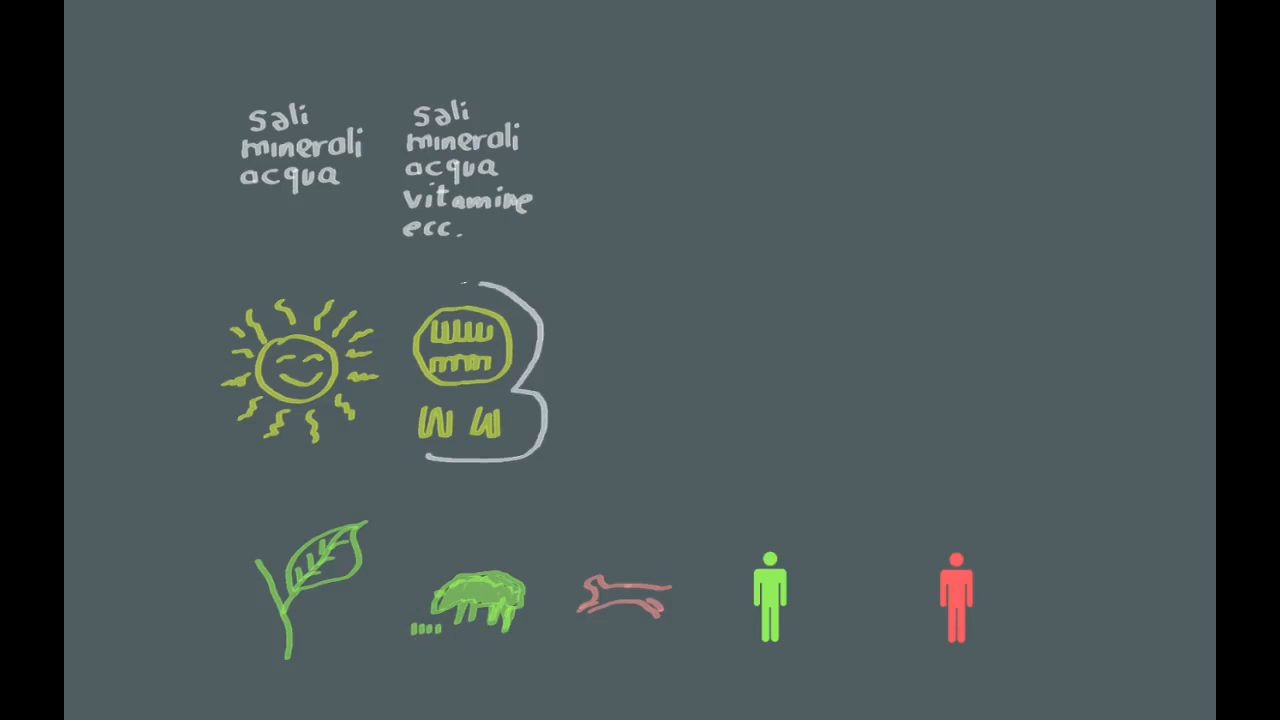 sali
minerali
acqua
sali
minerali
acqua
vitamine
ecc.